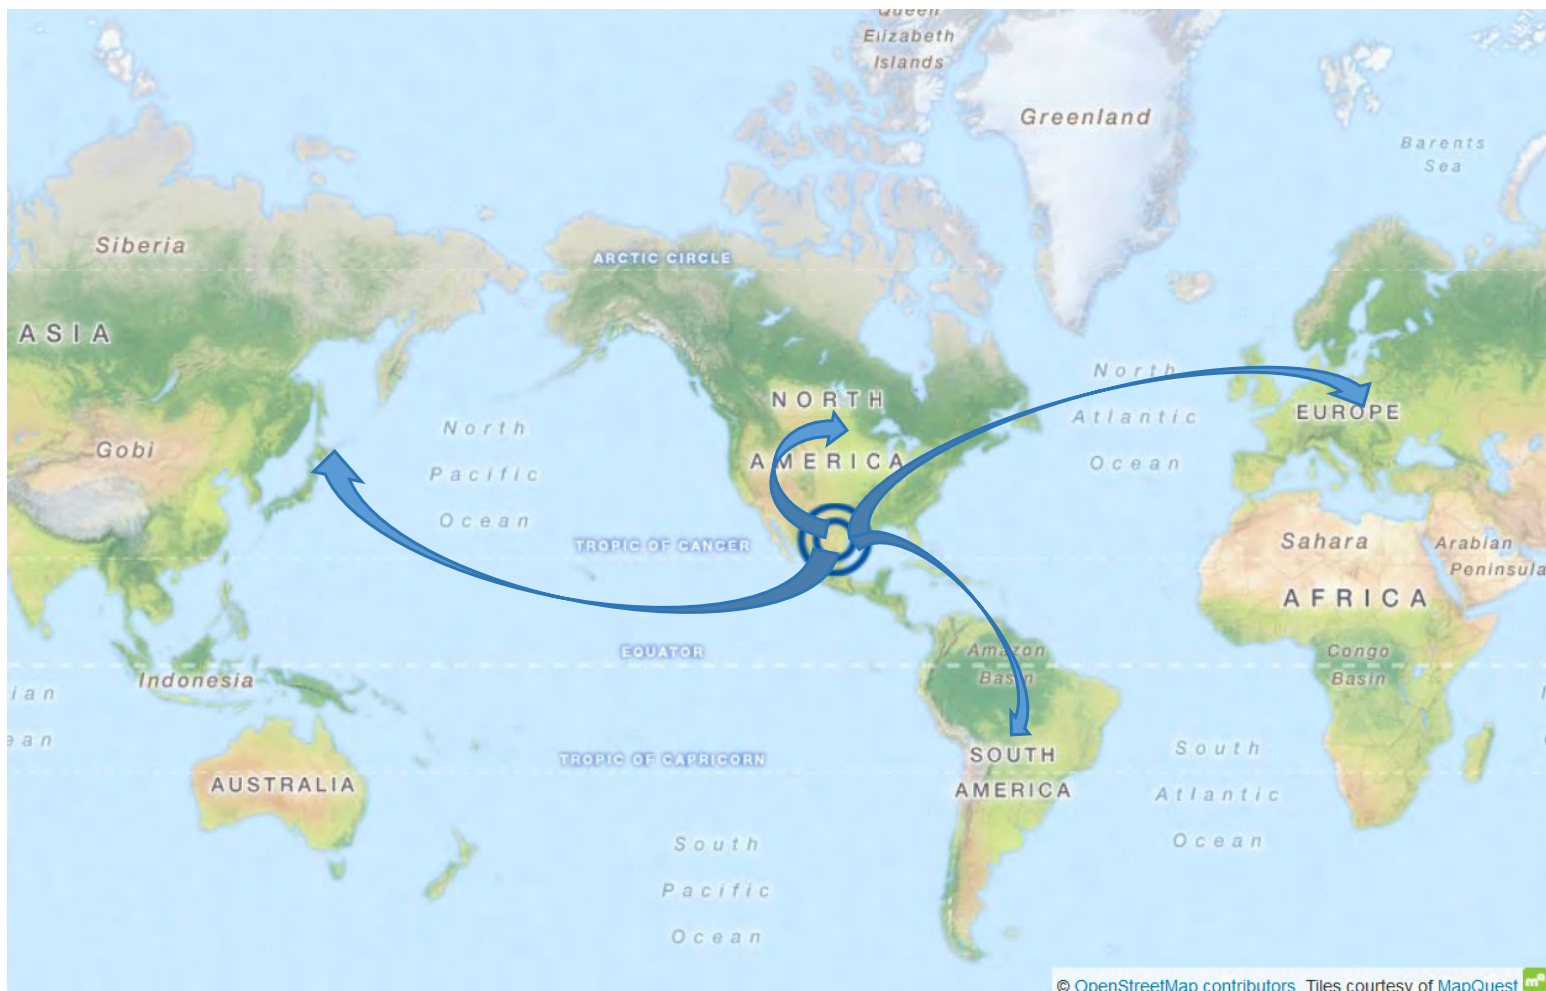 Queen
Elizabeth
Islands
Greenland
Barents
Sea
Siberia
ARCTIC CIRCLE
ASIA
North
Pacific
Ocean
NORTH
AMERICA
North
Atlantic
Ocean
EUROPE
Gobi
TROPIC OF CANCER
Sahara
Arabian
Peninsula
AFRICA
EQUATOR
Amazon
Basin
Congo
Basin
Indonesia
ian
ean
TROPIC OF CAPRICORN
SOUTH
AMERICA
South
Atlantic
Ocean
AUSTRALIA
South
Pacific
Ocean
© OpenStreetMap contributors, Tiles courtesy of MapQuest